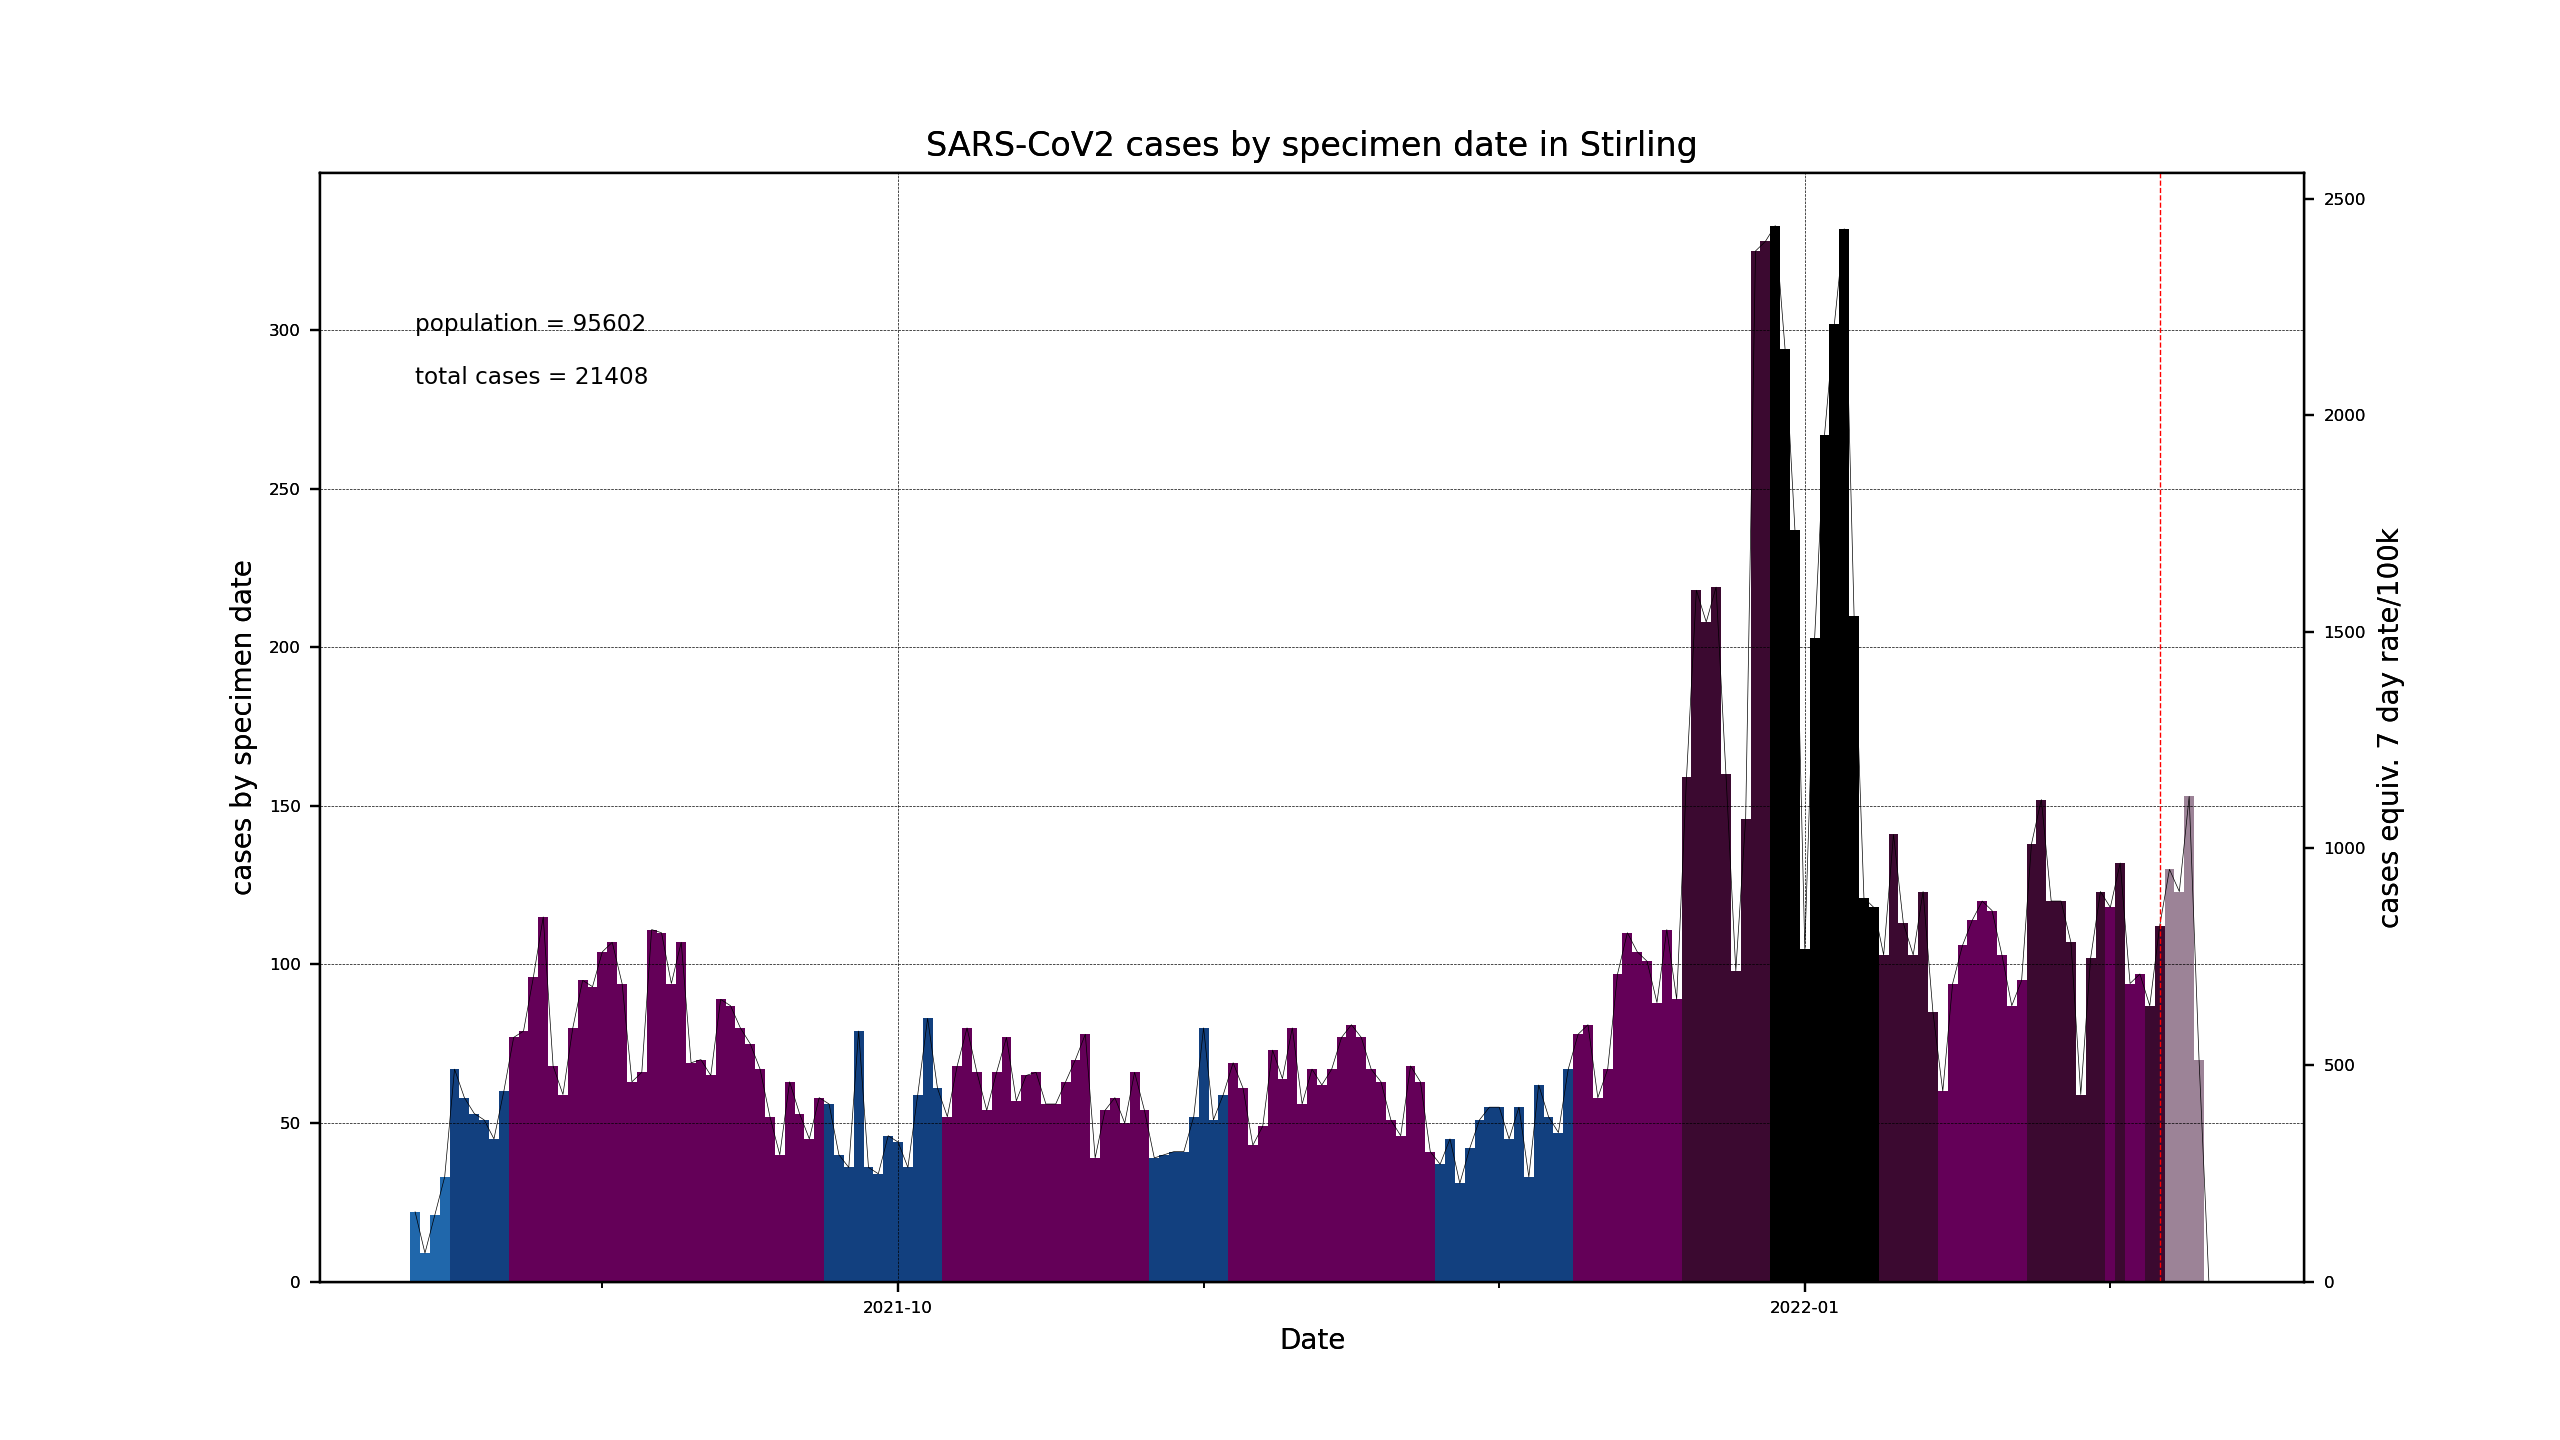 SARS-CoV2 cases by specimen date in Stirling
population = 95602
total cases = 21408
cases by specimen date
300
250
200
150
100
50
0
2500
2000
1500
1000
500
0
cases equiv. 7 day rate/100k
2021-10
2022-01
Date